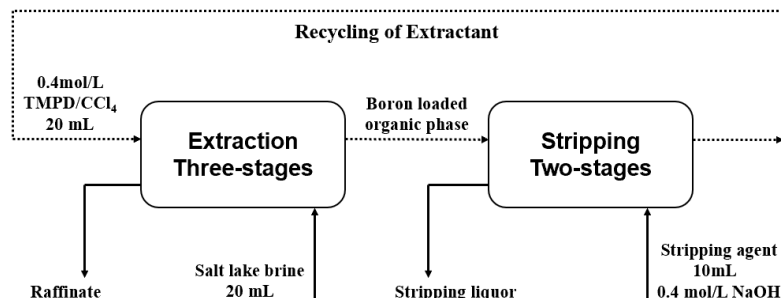 Recycling of Extractant
0.4mol/L
TMPD/CCl₄
20 mL
Extraction
Three-stages
Boron loaded
organic phase
Stripping
Two-stages
Raffinate
Salt lake brine
20 mL
Stripping liquor
Stripping agent
10mL
0.4 mol/L NaOH